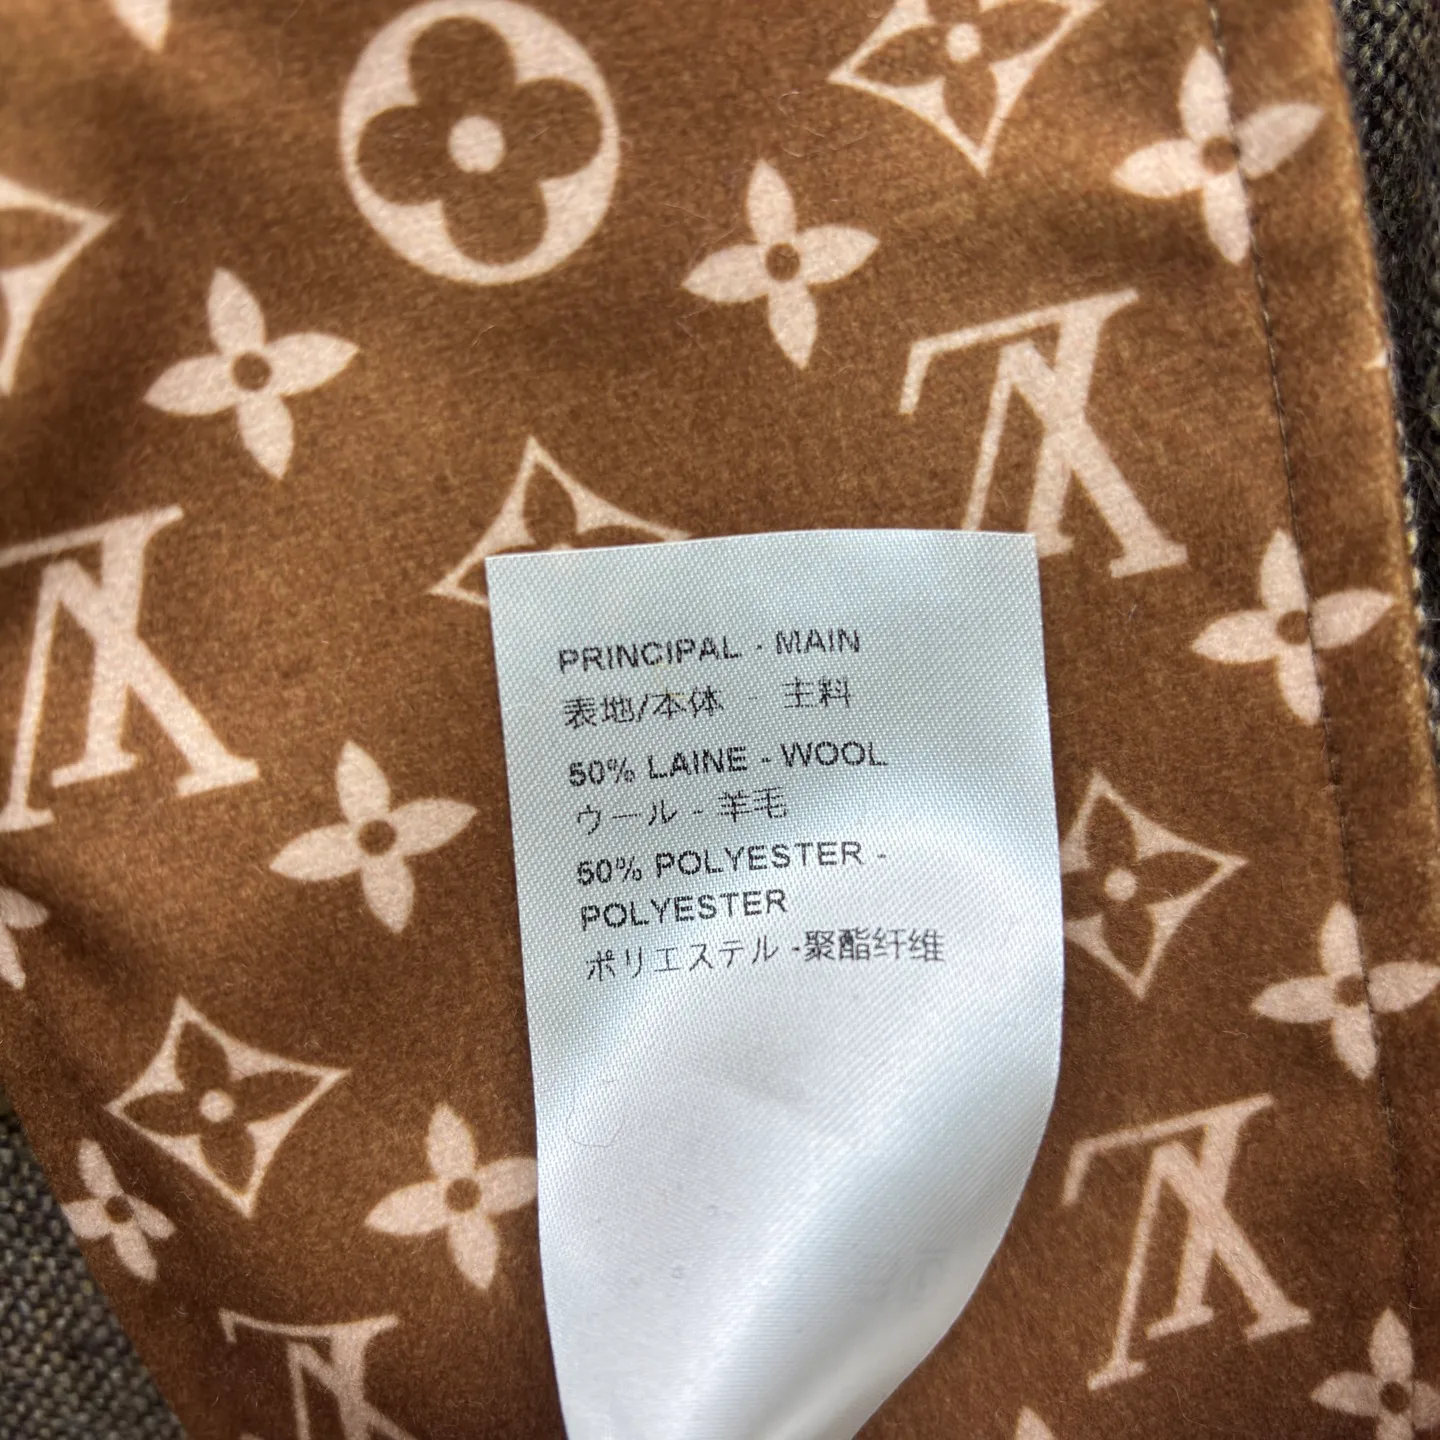 PRINCIPAL - MAIN
表地/本体 - 主料
50% LAINE - WOOL
ウール - 羊毛
50% POLYESTER -
POLYESTER
ポリエステル -聚酯纤维